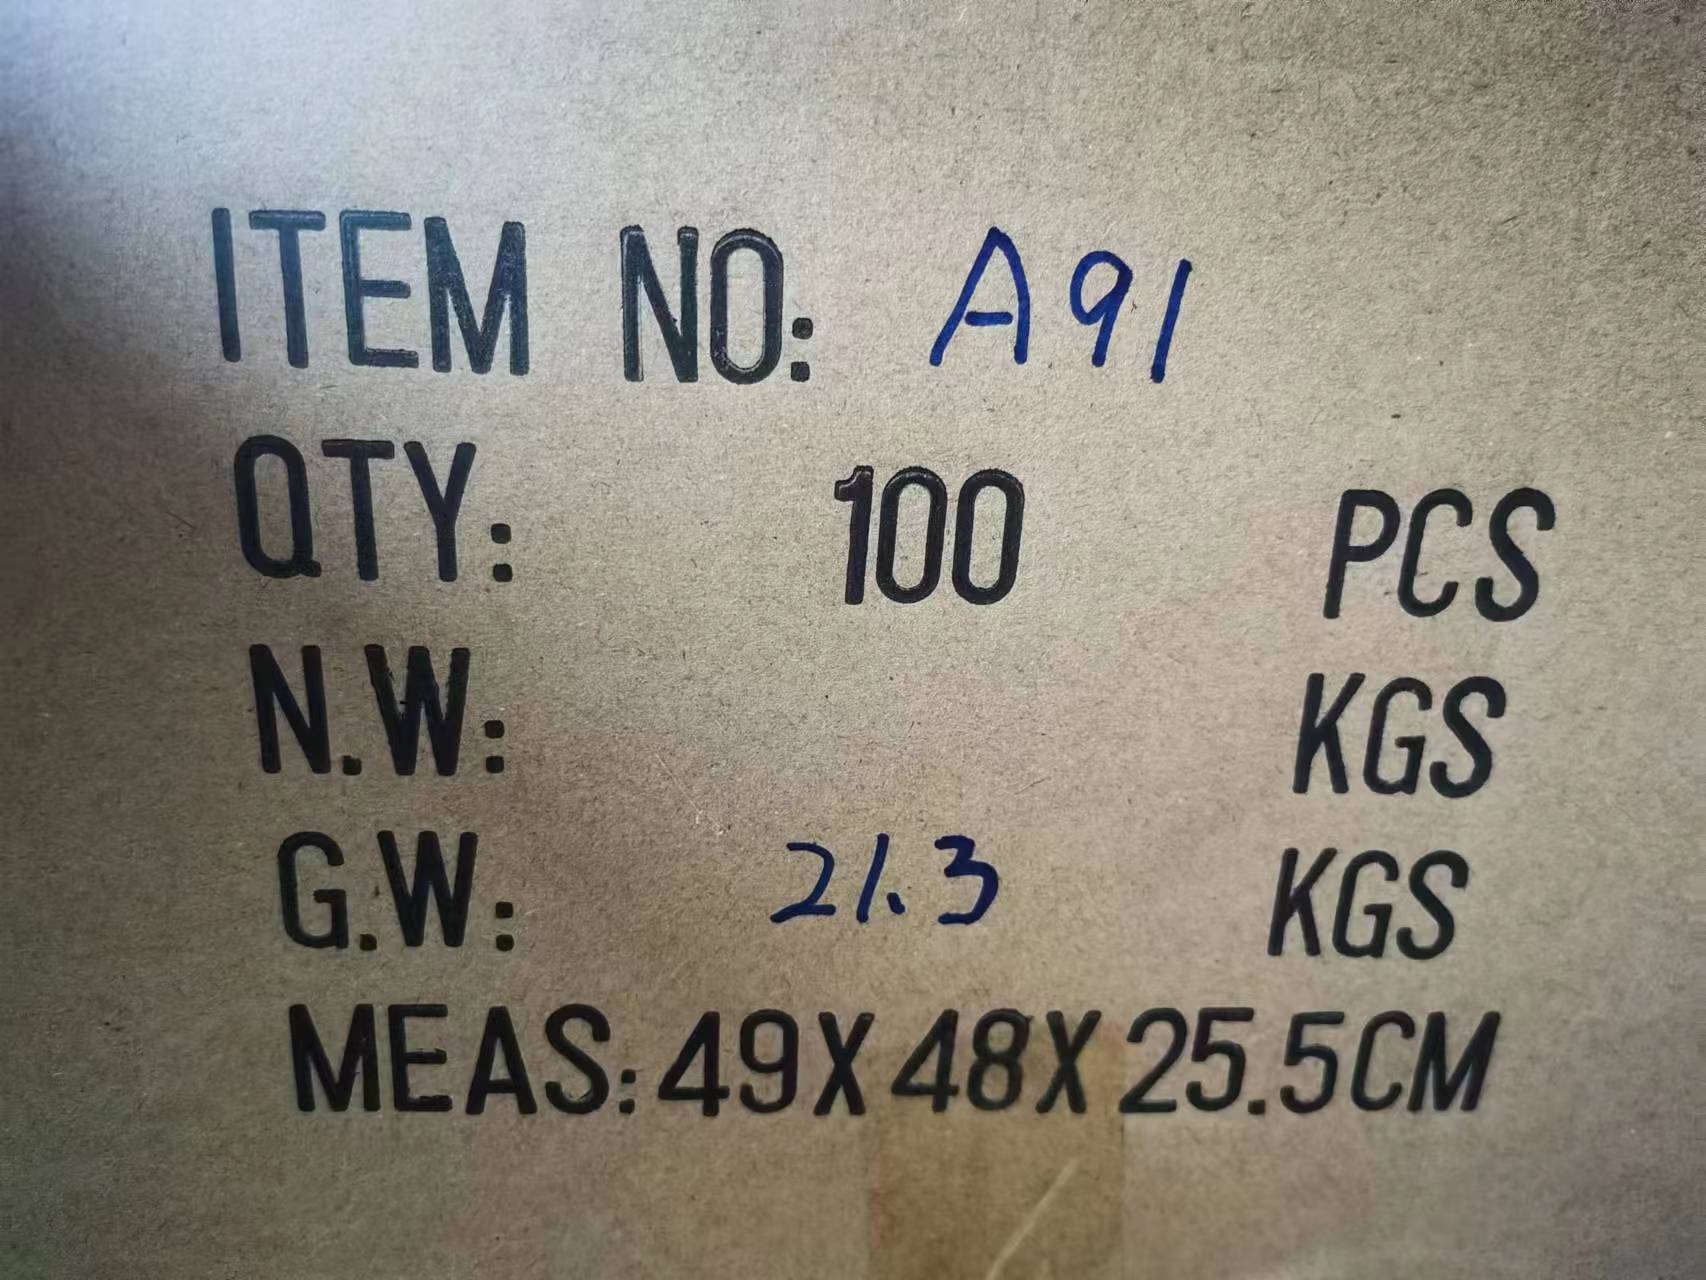 ITEM NO: A91
QTY: 100 PCS
N.W: KGS
G.W: 21.3 KGS
MEAS: 49X48X25.5CM